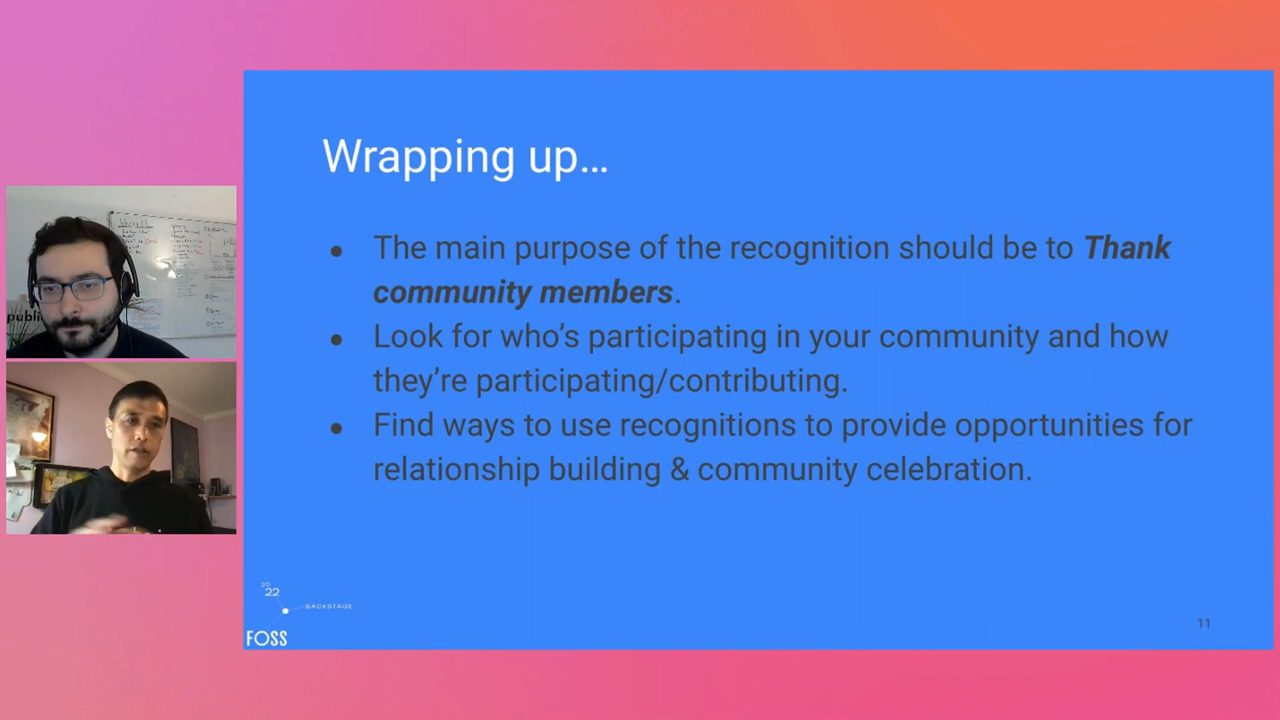 Wrapping up...
● The main purpose of the recognition should be to Thank
community members.
● Look for who's participating in your community and how
they're participating/contributing.
● Find ways to use recognitions to provide opportunities for
relationship building & community celebration.
publi
20
22
BACKSTAGE
FOSS
11